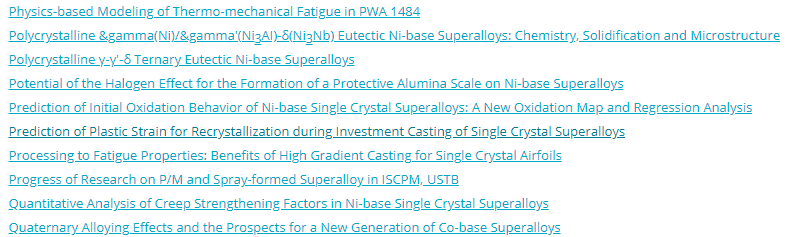 Physics-based Modeling of Thermo-mechanical Fatigue in PWA 1484
Polycrystalline &gamma(Ni)/&gamma'(Ni3Al)-δ(Ni3Nb) Eutectic Ni-base Superalloys: Chemistry, Solidification and Microstructure
Polycrystalline γ-γ'-δ Ternary Eutectic Ni-base Superalloys
Potential of the Halogen Effect for the Formation of a Protective Alumina Scale on Ni-base Superalloys
Prediction of Initial Oxidation Behavior of Ni-base Single Crystal Superalloys: A New Oxidation Map and Regression Analysis
Prediction of Plastic Strain for Recrystallization during Investment Casting of Single Crystal Superalloys
Processing to Fatigue Properties: Benefits of High Gradient Casting for Single Crystal Airfoils
Progress of Research on P/M and Spray-formed Superalloy in ISCPM, USTB
Quantitative Analysis of Creep Strengthening Factors in Ni-base Single Crystal Superalloys
Quaternary Alloying Effects and the Prospects for a New Generation of Co-base Superalloys